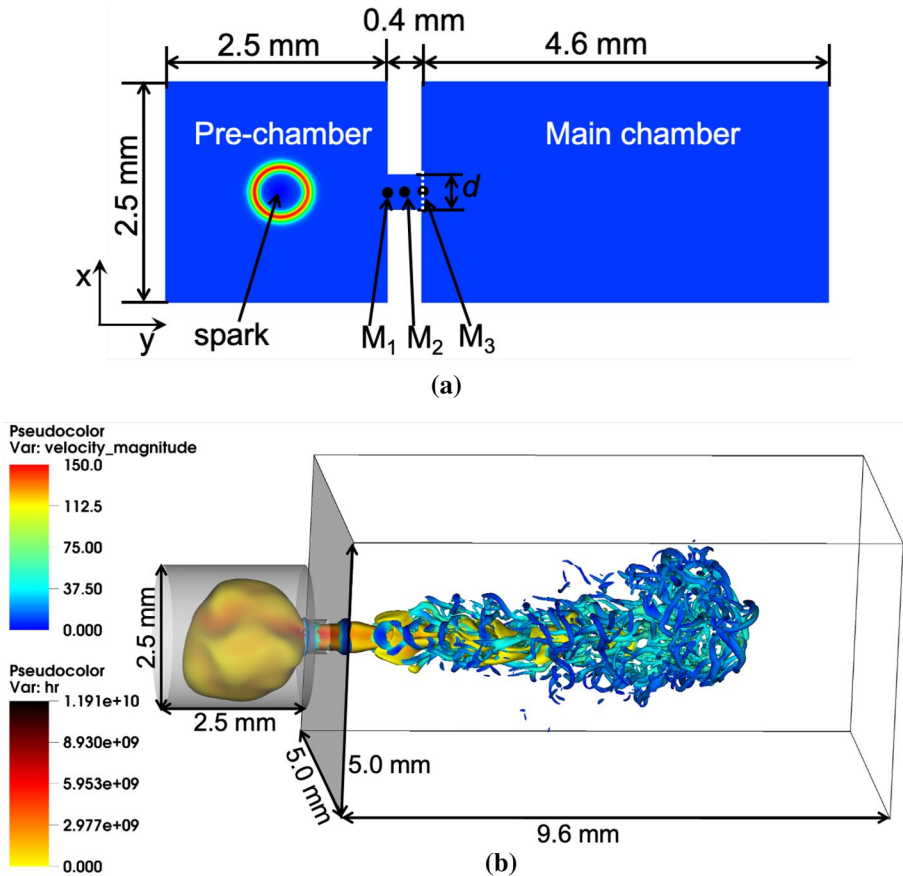 0.4 mm
2.5 mm
4.6 mm
Pre-chamber
Main chamber
2.5 mm
d
x
y
spark
M₁ M₂ M₃
(a)
Pseudocolor
Var: velocity_magnitude
150.0
112.5
75.00
37.50
0.000
Pseudocolor
Var: hr
1.191e+10
8.930e+09
5.953e+09
2.977e+09
0.000
2.5 mm
2.5 mm
5.0 mm
5.0 mm
9.6 mm
(b)